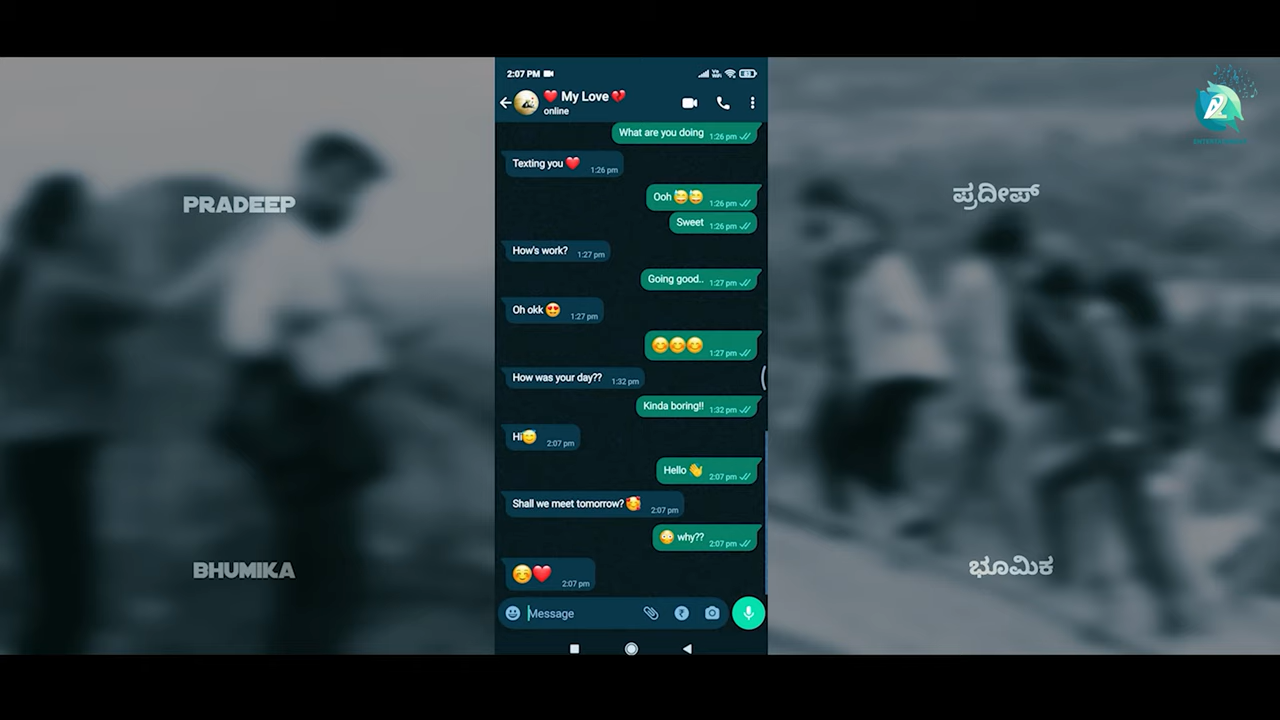 PRADEEP
BHUMIKA
2:07 PM
❤️ My Love 💔
online
What are you doing 1:26 pm
Texting you ❤️ 1:26 pm
Ooh 😅😅 1:26 pm
Sweet 1:26 pm
How's work? 1:27 pm
Going good.. 1:27 pm
Oh okk 😍 1:27 pm
😊😊😊 1:27 pm
How was your day?? 1:32 pm
Kinda boring!! 1:32 pm
Hi😅 2:07 pm
Hello 👋 2:07 pm
Shall we meet tomorrow? 🥰 2:07 pm
😳 why?? 2:07 pm
☺️❤️ 2:07 pm
Message
ಪ್ರದೀಪ್
ಭೂಮಿಕ